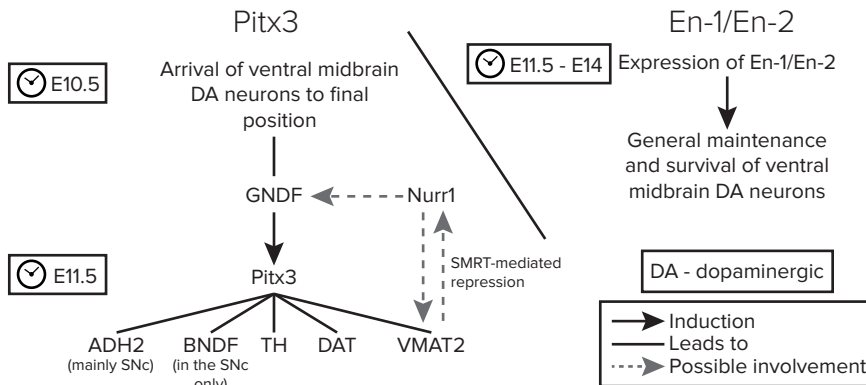 Pitx3
En-1/En-2
E10.5
Arrival of ventral midbrain
DA neurons to final
position
E11.5 - E14
Expression of En-1/En-2
General maintenance
and survival of ventral
midbrain DA neurons
GNDF
Nurr1
SMRT-mediated
repression
E11.5
Pitx3
ADH2
(mainly SNc)
BNDF
(in the SNc
only)
TH
DAT
VMAT2
DA - dopaminergic
Induction
Leads to
Possible involvement